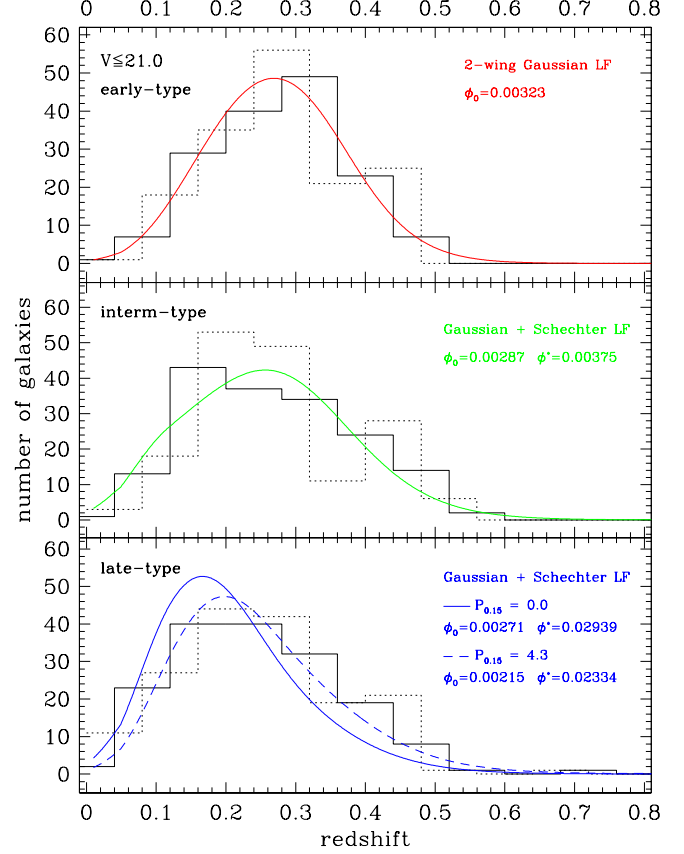 0 0.1 0.2 0.3 0.4 0.5 0.6 0.7 0.8
60
50
40
30
20
10
0
V≦21.0
early-type
2-wing Gaussian LF
ϕ₀=0.00323
60
50
40
30
20
10
0
interm-type
Gaussian + Schechter LF
ϕ₀=0.00287 ϕ*=0.00375
number of galaxies
60
50
40
30
20
10
0
late-type
Gaussian + Schechter LF
P₀.₁₅ = 0.0
ϕ₀=0.00271 ϕ*=0.02939
P₀.₁₅ = 4.3
ϕ₀=0.00215 ϕ*=0.02334
0 0.1 0.2 0.3 0.4 0.5 0.6 0.7 0.8
redshift